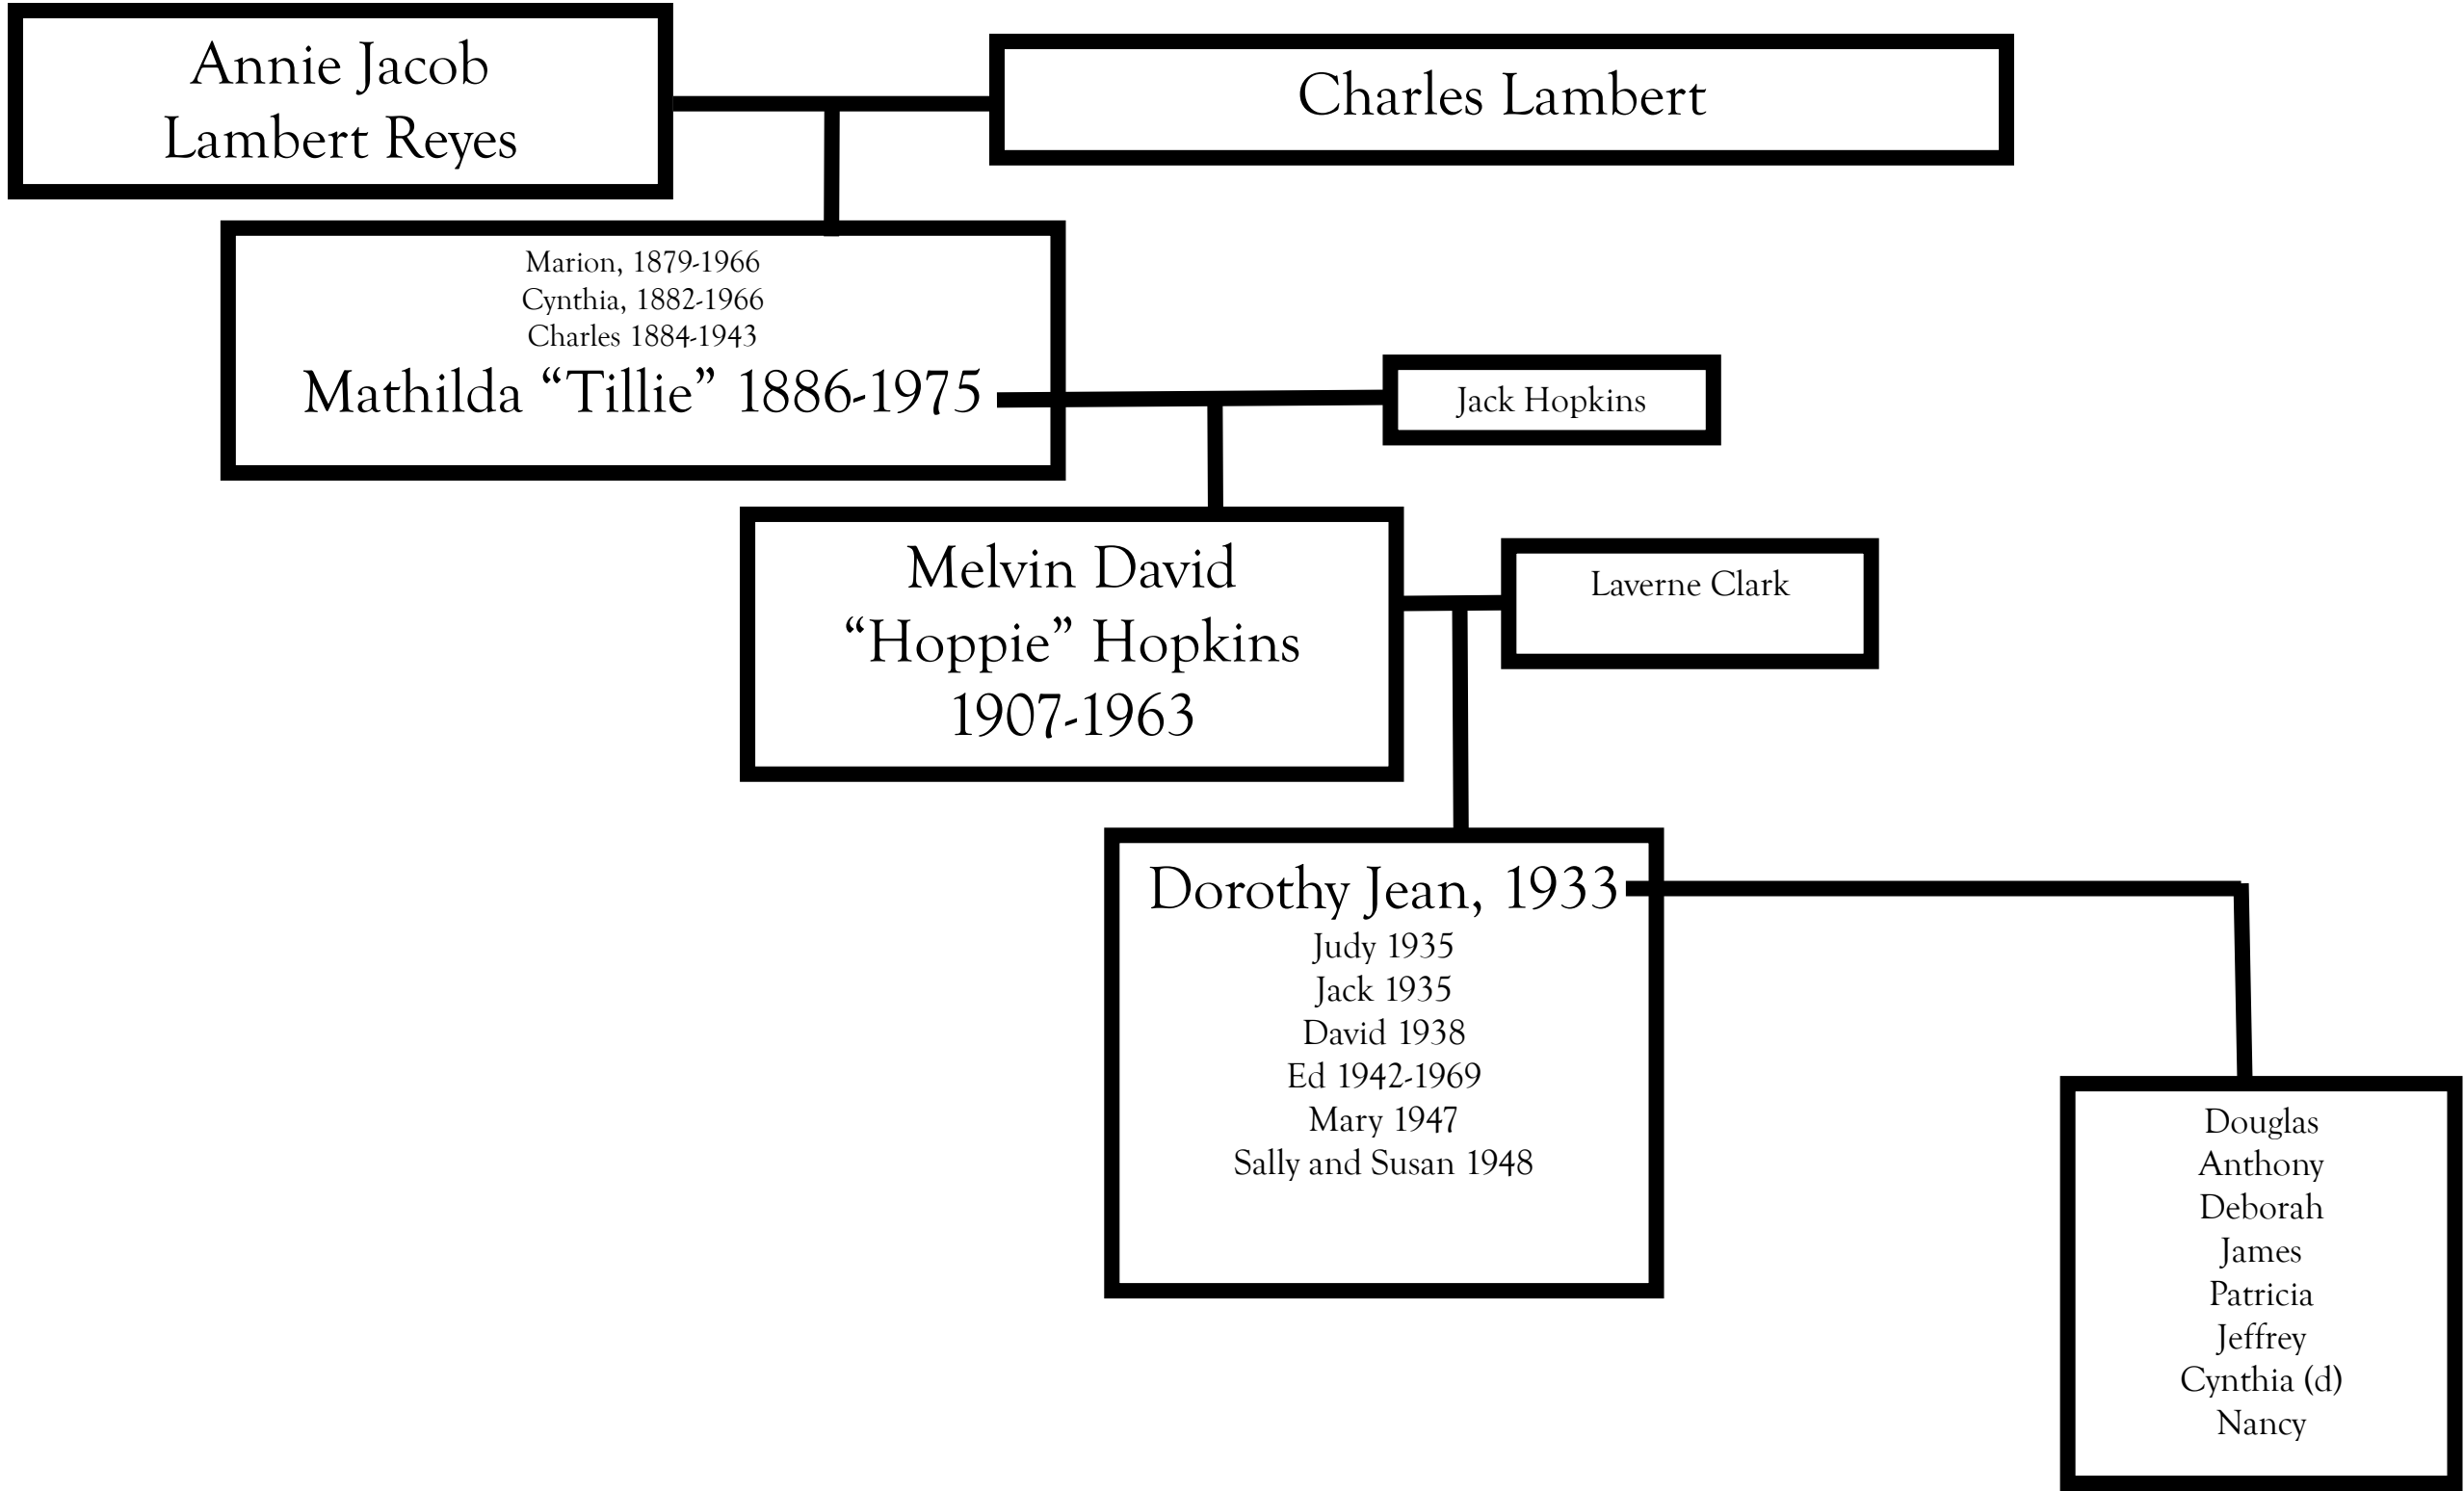 Annie Jacob
Lambert Reyes
Charles Lambert
Marion, 1879-1966
Cynthia, 1882-1966
Charles 1884-1943
Mathilda “Tillie” 1886-1975
Jack Hopkins
Melvin David
“Hoppie” Hopkins
1907-1963
Laverne Clark
Dorothy Jean, 1933
Judy 1935
Jack 1935
David 1938
Ed 1942-1969
Mary 1947
Sally and Susan 1948
Douglas
Anthony
Deborah
James
Patricia
Jeffrey
Cynthia (d)
Nancy